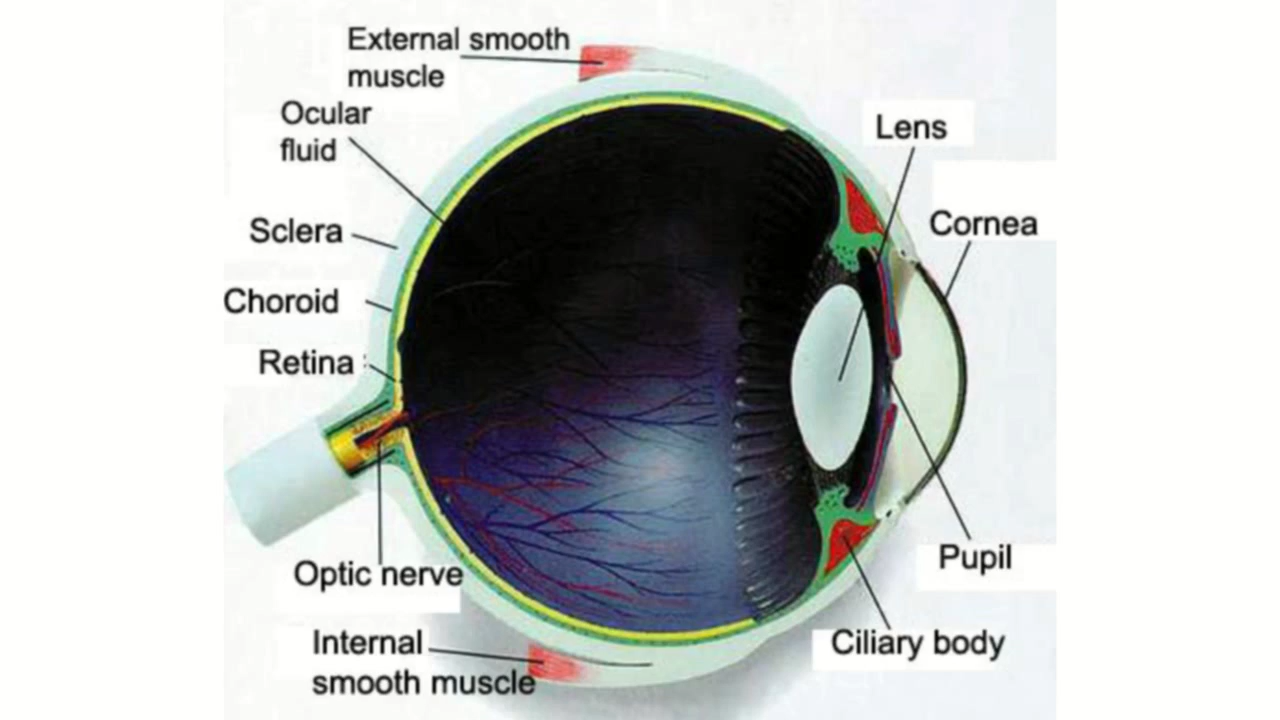 External smooth
muscle
Ocular
fluid
Lens
Sclera
Cornea
Choroid
Retina
Optic nerve
Pupil
Internal
smooth muscle
Ciliary body